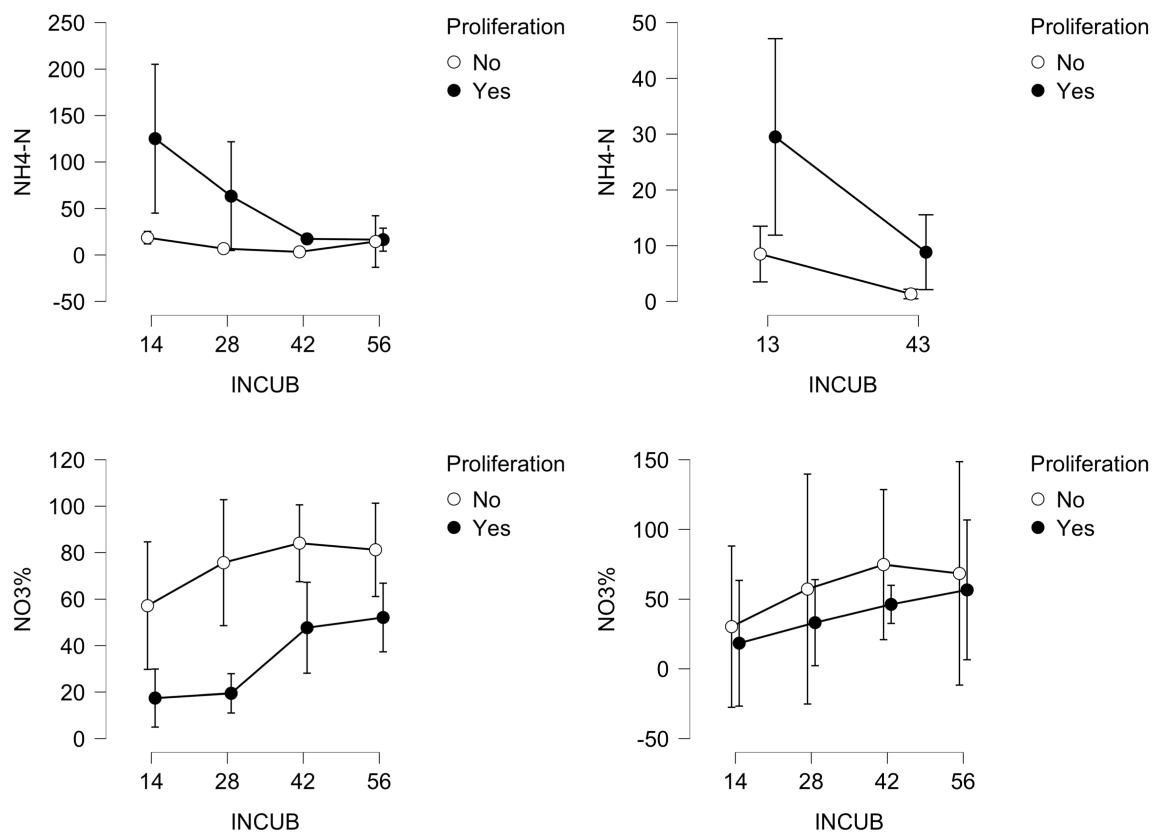 250
200
150
100
50
0
-50
NH4-N
14 28 42 56
INCUB
Proliferation
No
Yes
50
40
30
20
10
0
NH4-N
13 43
INCUB
Proliferation
No
Yes
120
100
80
60
40
20
0
NO3%
14 28 42 56
INCUB
Proliferation
No
Yes
150
100
50
0
-50
NO3%
14 28 42 56
INCUB
Proliferation
No
Yes